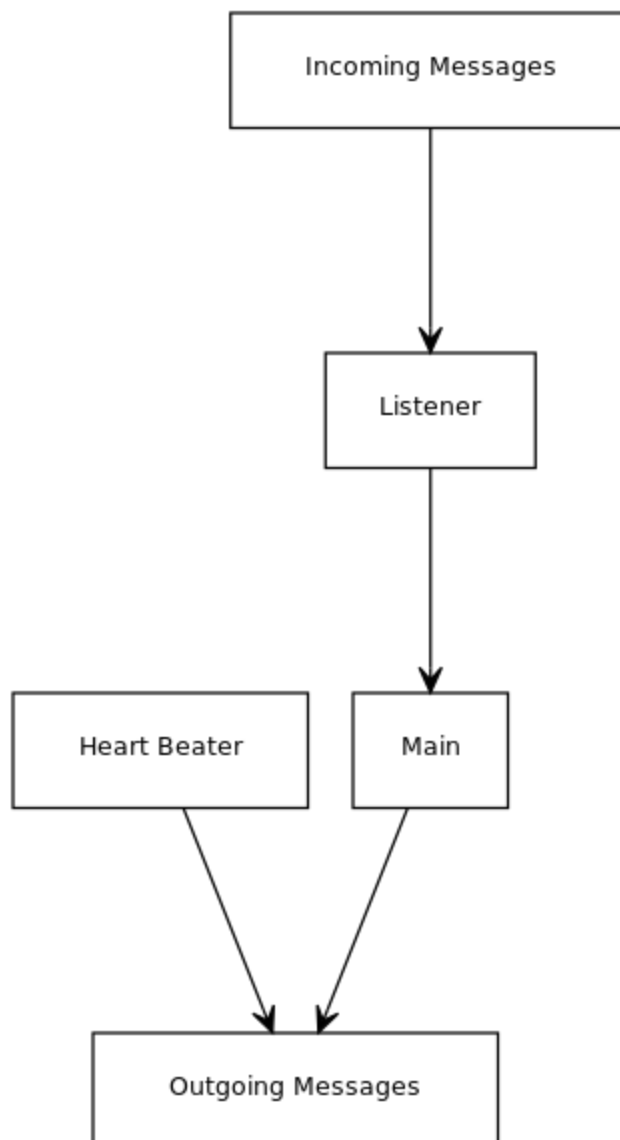 Incoming Messages
Listener
Heart Beater
Main
Outgoing Messages